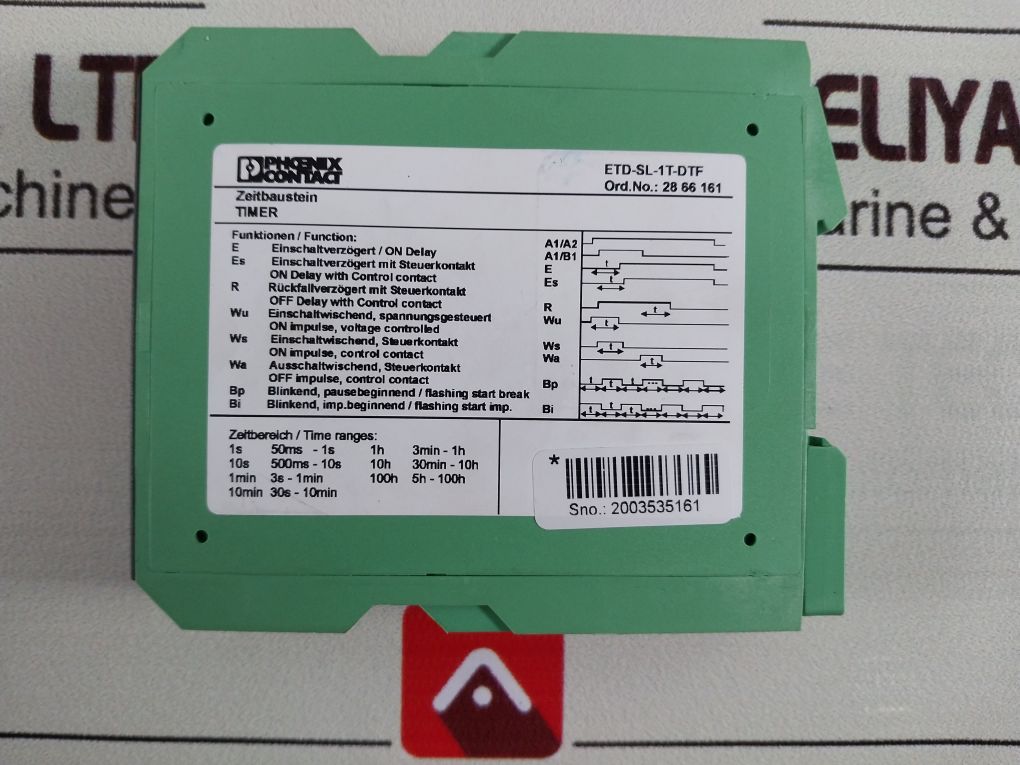 LT
ELIYA
chine
arine &
PHŒNIX
CONTACT
ETD-SL-1T-DTF
Ord.No.: 28 66 161
Zeitbaustein
TIMER
Funktionen / Function:
E Einschaltverzögert / ON Delay
Es Einschaltverzögert mit Steuerkontakt
ON Delay with Control contact
R Rückfallverzögert mit Steuerkontakt
OFF Delay with Control contact
Wu Einschaltwischend, spannungsgesteuert
ON impulse, voltage controlled
Ws Einschaltwischend, Steuerkontakt
ON impulse, control contact
Wa Ausschaltwischend, Steuerkontakt
OFF impulse, control contact
Bp Blinkend, pausebeginnend / flashing start break
Bi Blinkend, imp.beginnend / flashing start imp.
A1/A2
A1/B1
E t
Es t
R t
Wu t
Ws t
Wa t
Bp t t t ...
Bi t t t ...
Zeitbereich / Time ranges:
1s 50ms - 1s 1h 3min - 1h
10s 500ms - 10s 10h 30min - 10h
1min 3s - 1min 100h 5h - 100h
10min 30s - 10min
*
Sno.: 2003535161